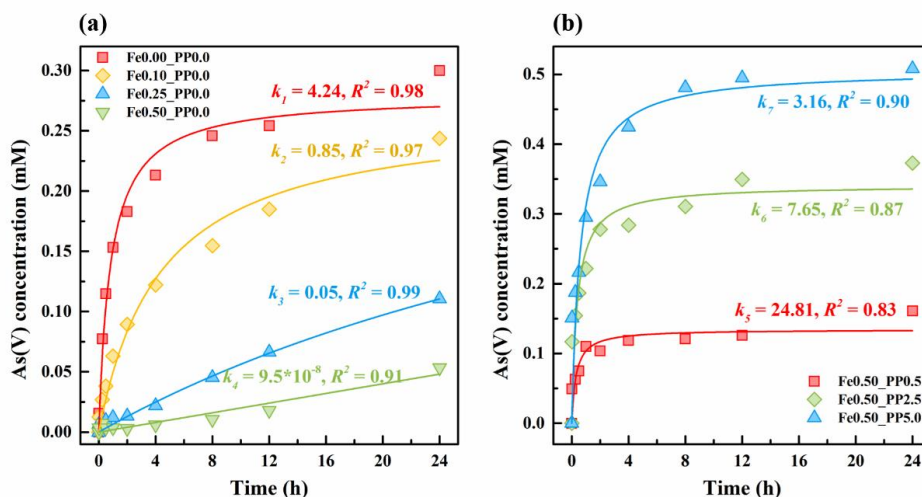 (a)
Fe0.00_PP0.0
Fe0.10_PP0.0
Fe0.25_PP0.0
Fe0.50_PP0.0
k1 = 4.24, R² = 0.98
k2 = 0.85, R² = 0.97
k3 = 0.05, R² = 0.99
k4 = 9.5*10⁻⁸, R² = 0.91
As(V) concentration (mM)
0.30
0.25
0.20
0.15
0.10
0.05
0.00
0 4 8 12 16 20 24
Time (h)
(b)
k7 = 3.16, R² = 0.90
k6 = 7.65, R² = 0.87
k5 = 24.81, R² = 0.83
Fe0.50_PP0.5
Fe0.50_PP2.5
Fe0.50_PP5.0
As(V) concentration (mM)
0.5
0.4
0.3
0.2
0.1
0.0
0 4 8 12 16 20 24
Time (h)